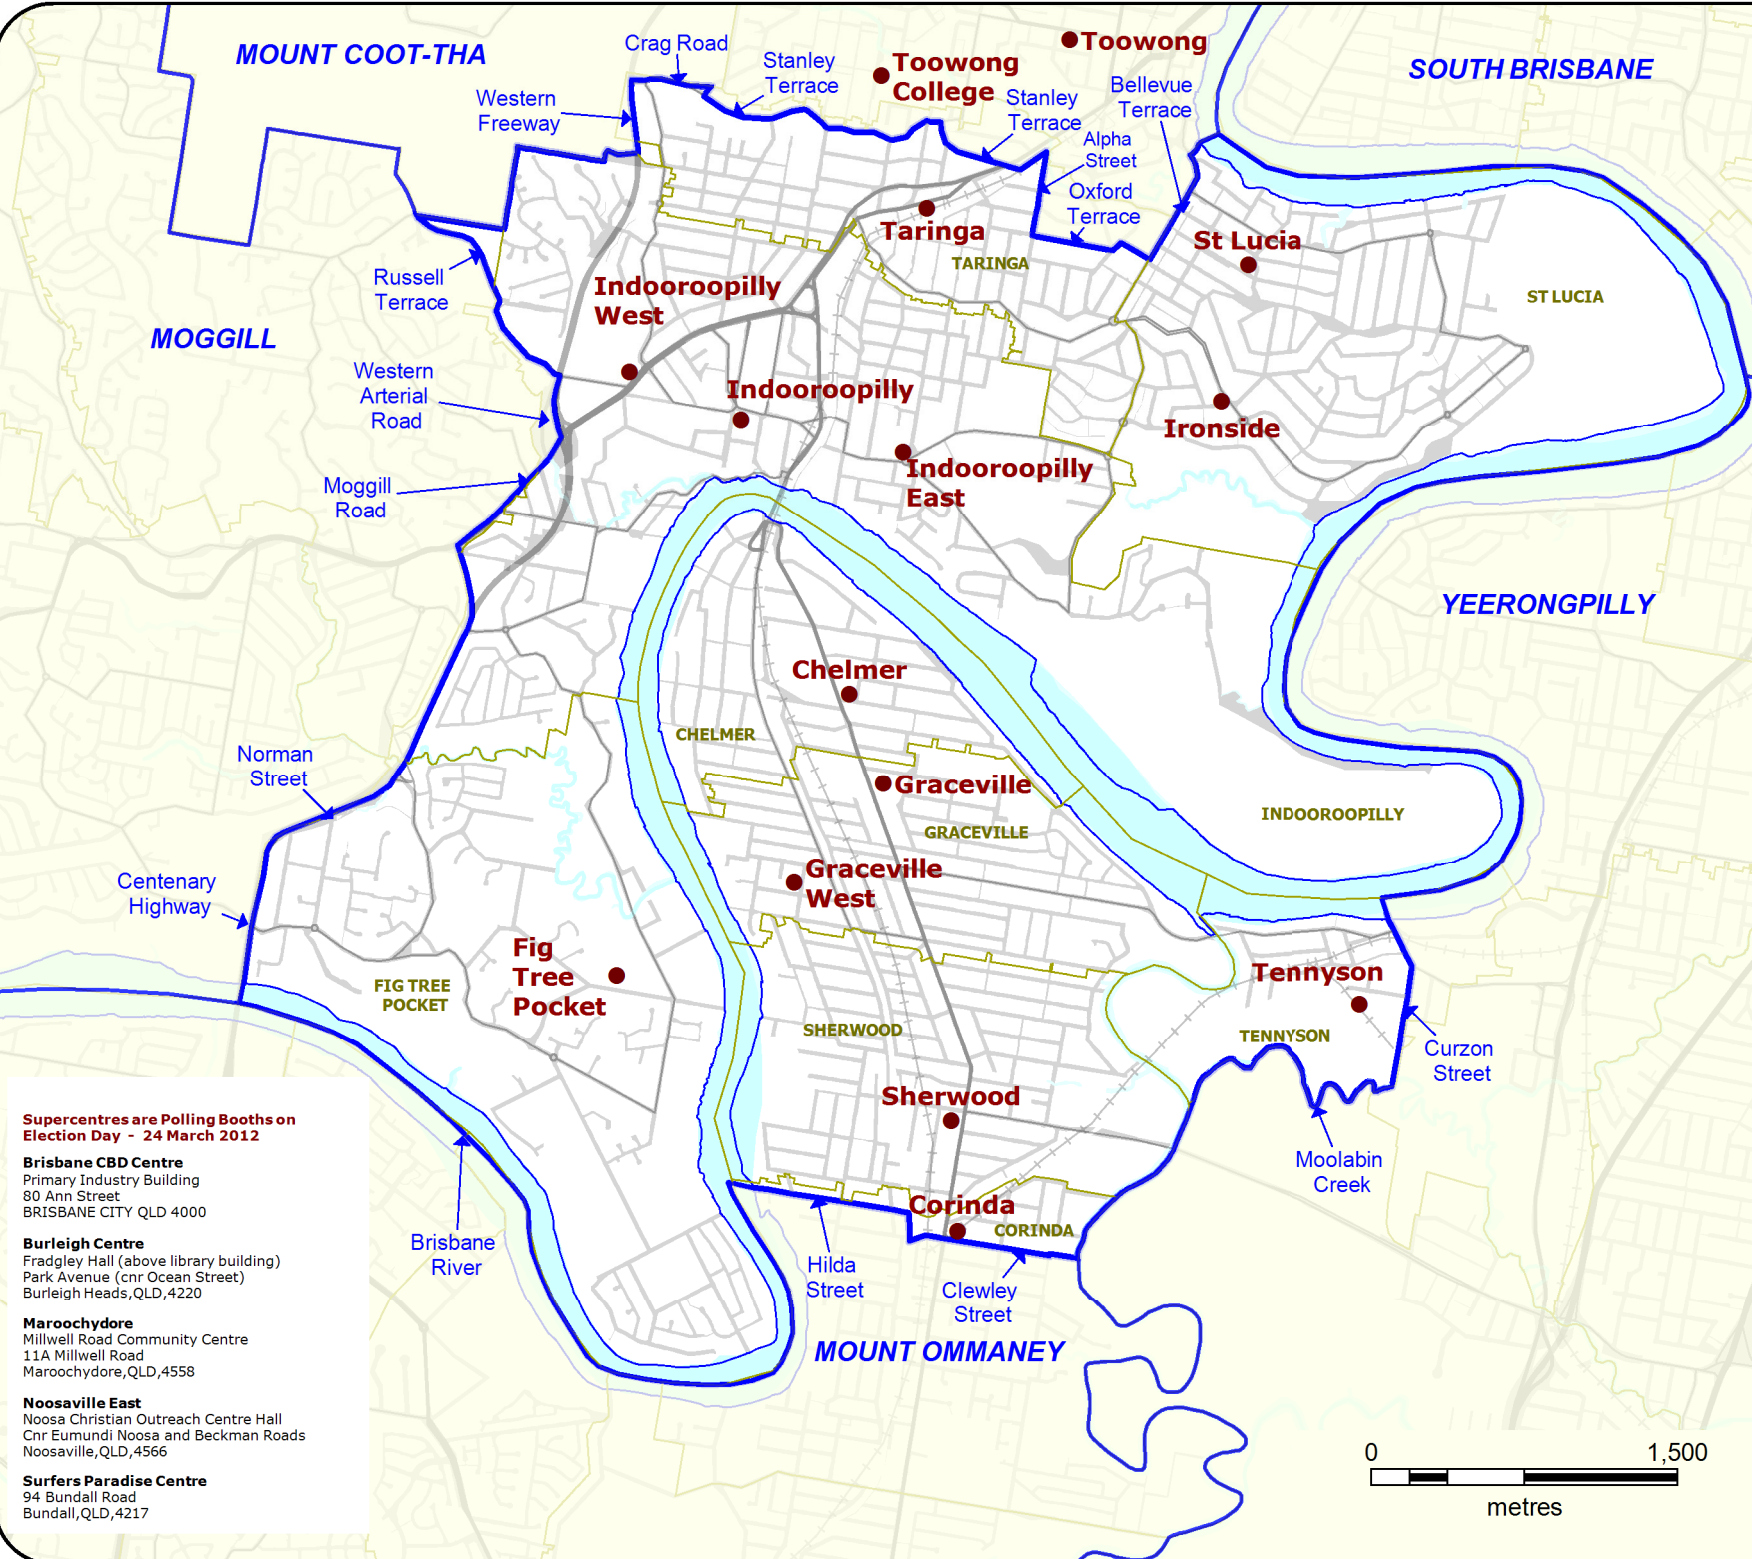 MOUNT COOT-THA
Crag Road
Stanley
Terrace
Toowong
College
Toowong
SOUTH BRISBANE
Western
Freeway
Stanley
Terrace
Bellevue
Terrace
Alpha
Street
Oxford
Terrace
Taringa
TARINGA
St Lucia
ST LUCIA
Russell
Terrace
Indooroopilly
West
MOGGILL
Western
Arterial
Road
Indooroopilly
Ironside
Indooroopilly
East
Moggill
Road
YEERONGPILLY
Chelmer
CHELMER
Norman
Street
Graceville
GRACEVILLE
INDOOROOPILLY
Centenary
Highway
Graceville
West
Fig
Tree
Pocket
FIG TREE
POCKET
Tennyson
TENNYSON
SHERWOOD
Curzon
Street
Sherwood
Moolabin
Creek
Corinda
CORINDA
Brisbane
River
Hilda
Street
Clewley
Street
MOUNT OMMANEY
Supercentres are Polling Booths on
Election Day - 24 March 2012
Brisbane CBD Centre
Primary Industry Building
80 Ann Street
BRISBANE CITY QLD 4000
Burleigh Centre
Fradgley Hall (above library building)
Park Avenue (cnr Ocean Street)
Burleigh Heads,QLD,4220
Maroochydore
Millwell Road Community Centre
11A Millwell Road
Maroochydore,QLD,4558
Noosaville East
Noosa Christian Outreach Centre Hall
Cnr Eumundi Noosa and Beckman Roads
Noosaville,QLD,4566
Surfers Paradise Centre
94 Bundall Road
Bundall,QLD,4217
0 1,500
metres